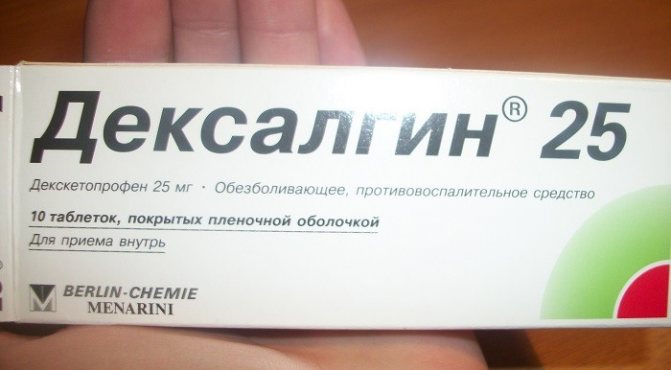 Дексалгин® 25
Декскетопрофен 25 мг · Обезболивающее, противовоспалительное средство
10 таблеток, покрытых пленочной оболочкой
Для приема внутрь
BERLIN-CHEMIE
MENARINI